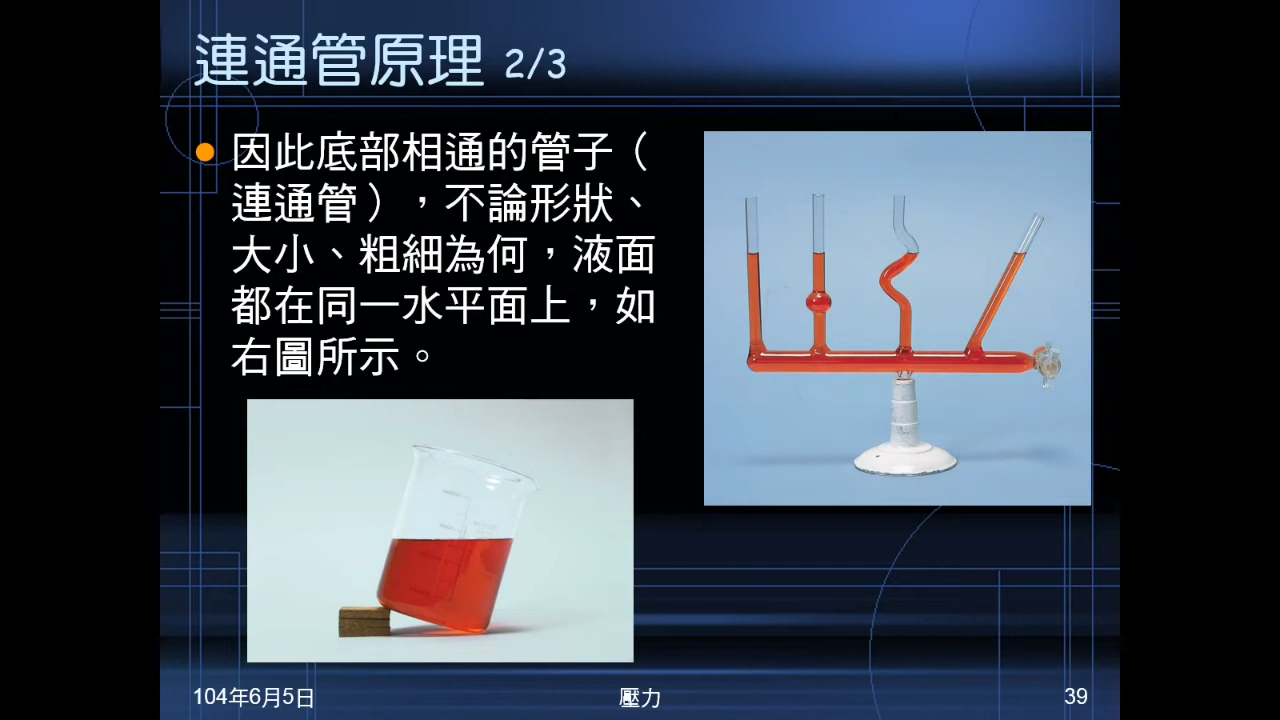 連通管原理 2/3
因此底部相通的管子（
連通管），不論形狀、
大小、粗細為何，液面
都在同一水平面上，如
右圖所示。
104年6月5日
壓力
39